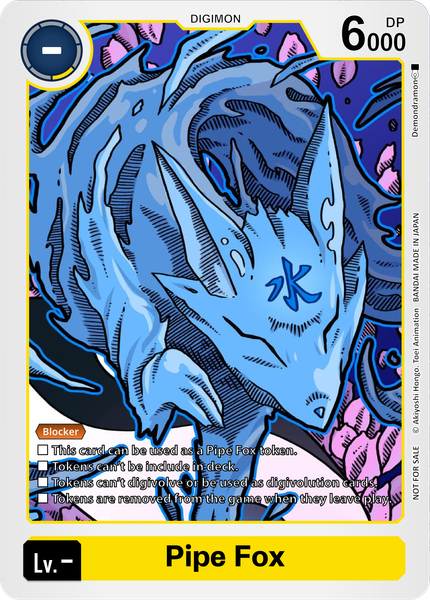 DIGIMON
-
DP
6000
水
Blocker
□ This card can be used as a Pipe Fox token.
□ Tokens can't be include in deck.
□ Tokens can't digivolve or be used as digivolution cards.
□ Tokens are removed from the game when they leave play.
Lv.-
Pipe Fox
NOT FOR SALE © Akiyoshi Hongo. Toei Animation BANDAI MADE IN JAPAN Demondramon